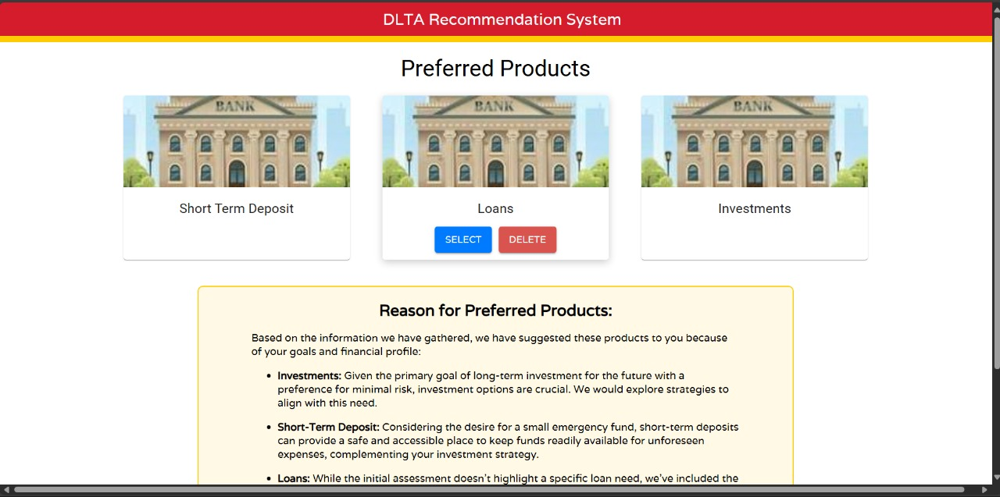 DLTA Recommendation System
Preferred Products
BANK
BANK
BANK
Short Term Deposit
Loans
Investments
SELECT
DELETE
Reason for Preferred Products:
Based on the information we have gathered, we have suggested these products to you because
of your goals and financial profile:
• Investments: Given the primary goal of long-term investment for the future with a
preference for minimal risk, investment options are crucial. We would explore strategies to
align with this need.
• Short-Term Deposit: Considering the desire for a small emergency fund, short-term deposits
can provide a safe and accessible place to keep funds readily available for unforeseen
expenses, complementing your investment strategy.
• Loans: While the initial assessment doesn't highlight a specific loan need, we've included the